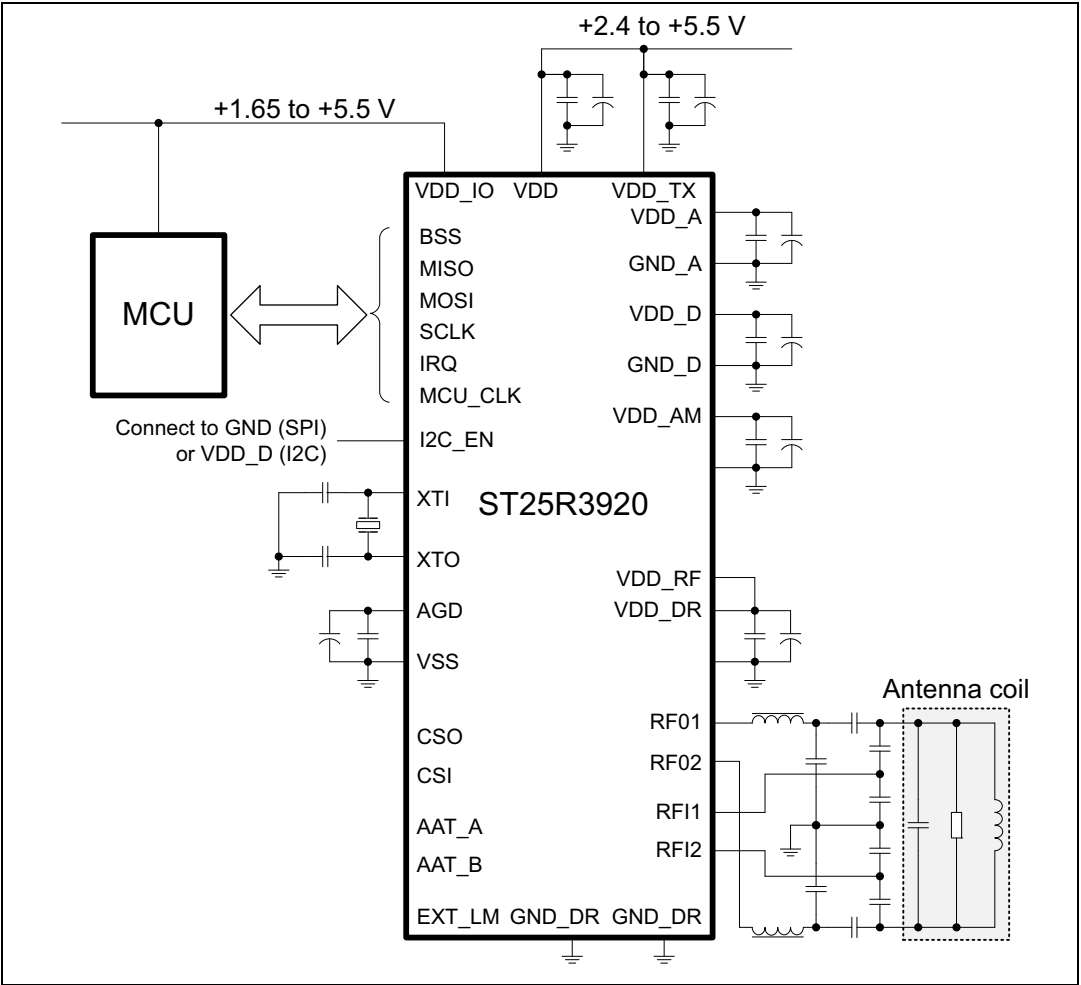 +2.4 to +5.5 V
+1.65 to +5.5 V
VDD_IO VDD VDD_TX
VDD_A
BSS
MISO
GND_A
MOSI
VDD_D
MCU
SCLK
IRQ
GND_D
MCU_CLK
VDD_AM
Connect to GND (SPI)
or VDD_D (I2C)
I2C_EN
XTI
ST25R3920
XTO
VDD_RF
AGD
VDD_DR
VSS
Antenna coil
RF01
CSO
RF02
CSI
RFI1
AAT_A
RFI2
AAT_B
EXT_LM GND_DR GND_DR